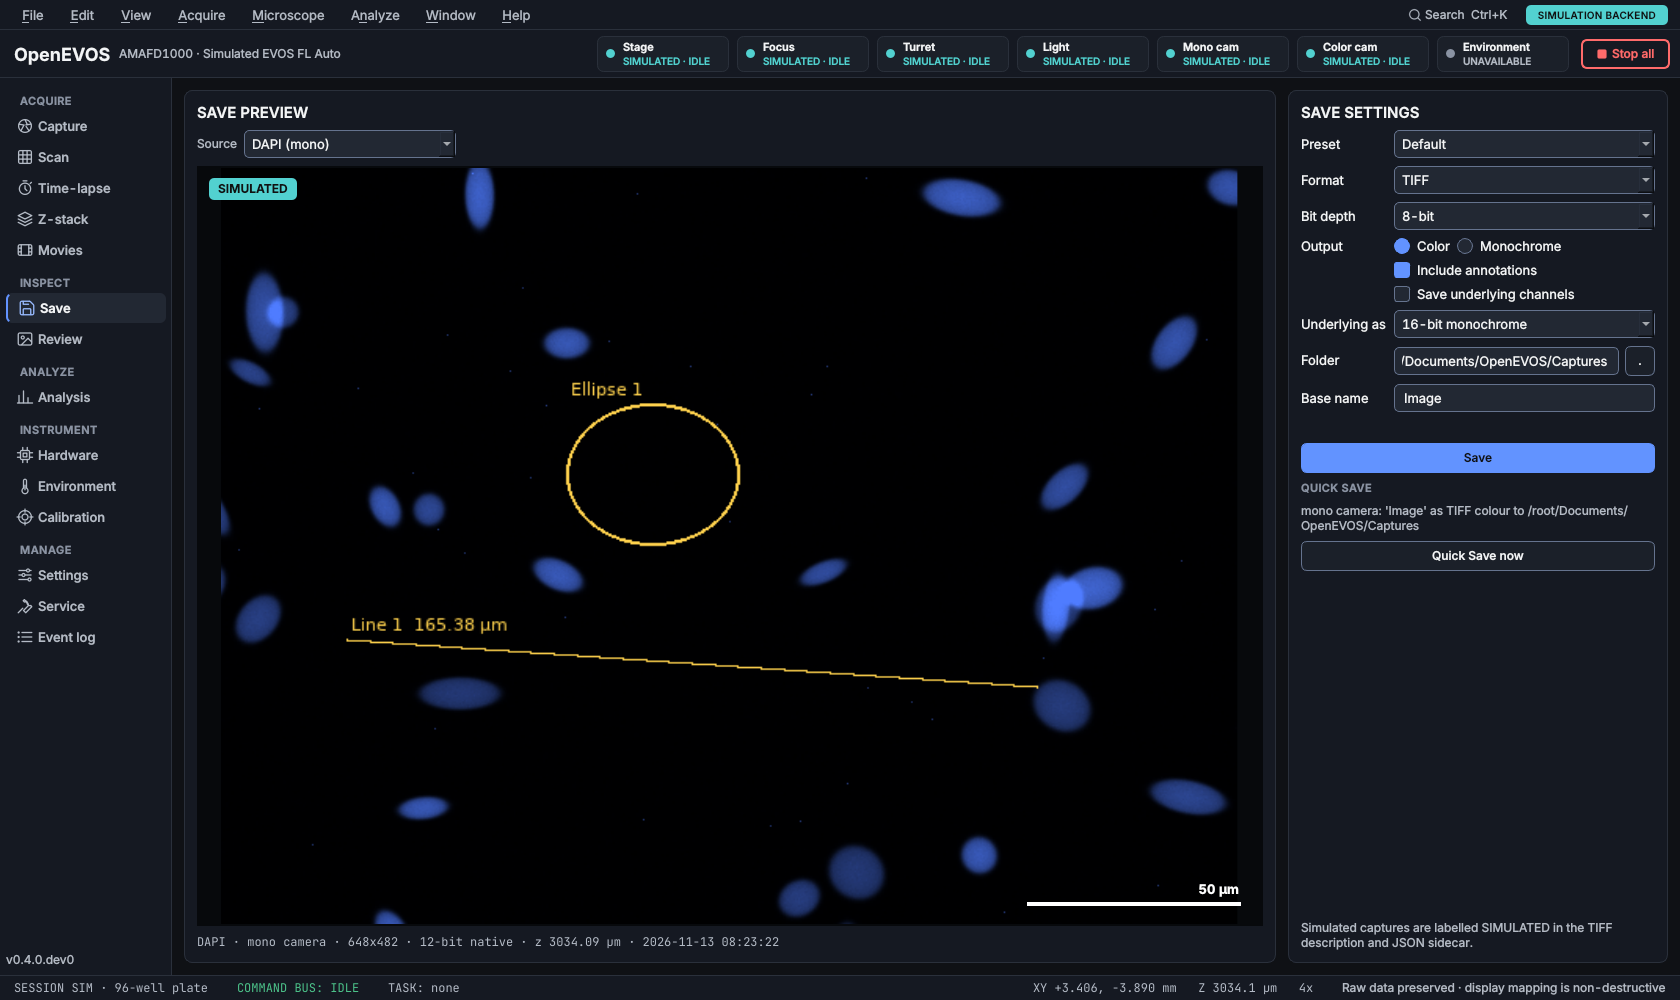 File Edit View Acquire Microscope Analyze Window Help Search Ctrl+K SIMULATION BACKEND
OpenEVOS AMAFD1000 · Simulated EVOS FL Auto
Stage
SIMULATED · IDLE
Focus
SIMULATED · IDLE
Turret
SIMULATED · IDLE
Light
SIMULATED · IDLE
Mono cam
SIMULATED · IDLE
Color cam
SIMULATED · IDLE
Environment
UNAVAILABLE
Stop all
ACQUIRE
Capture
Scan
Time-lapse
Z-stack
Movies
INSPECT
Save
Review
ANALYZE
Analysis
INSTRUMENT
Hardware
Environment
Calibration
MANAGE
Settings
Service
Event log
v0.4.0.dev0
SAVE PREVIEW
Source DAPI (mono)
SIMULATED
Ellipse 1
Line 1 165.38 µm
50 µm
DAPI · mono camera · 648x482 · 12-bit native · z 3034.09 µm · 2026-11-13 08:23:22
SAVE SETTINGS
Preset Default
Format TIFF
Bit depth 8-bit
Output Color Monochrome
Include annotations
Save underlying channels
Underlying as 16-bit monochrome
Folder /Documents/OpenEVOS/Captures .
Base name Image
Save
QUICK SAVE
mono camera: 'Image' as TIFF colour to /root/Documents/
OpenEVOS/Captures
Quick Save now
Simulated captures are labelled SIMULATED in the TIFF
description and JSON sidecar.
SESSION SIM · 96-well plate COMMAND BUS: IDLE TASK: none XY +3.406, -3.890 mm Z 3034.1 µm 4x Raw data preserved · display mapping is non-destructive